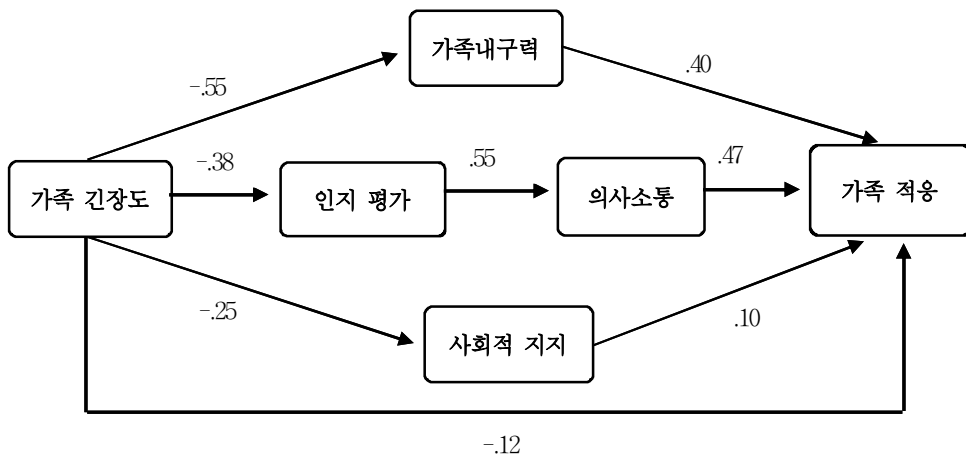 가족내구력
.40
-.55
-.38
.55
.47
가족 긴장도
인지 평가
의사소통
가족 적응
-.25
.10
사회적 지지
-.12